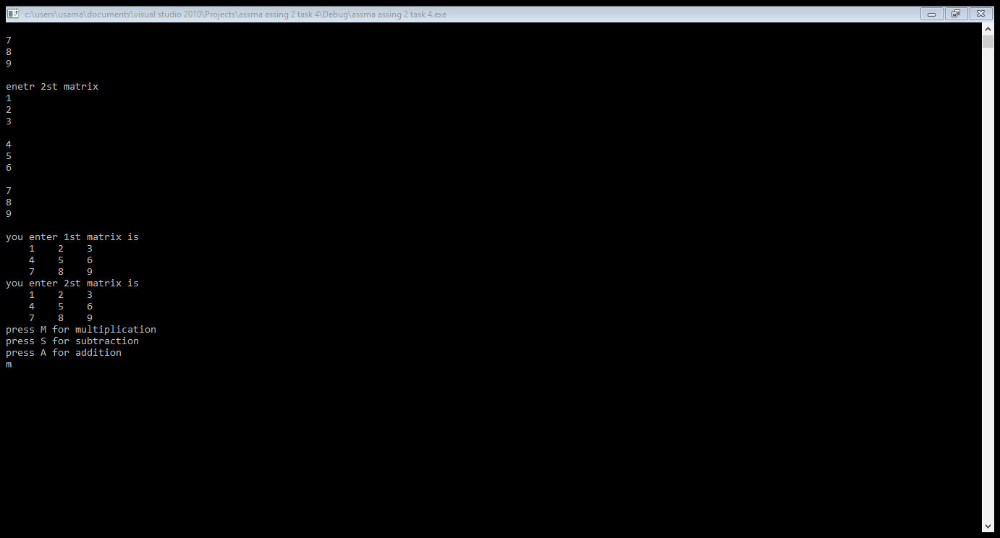 c:\users\usama\documents\visual studio 2010\Projects\assma assing 2 task 4\Debug\assma assing 2 task 4.exe
7
8
9
enetr 2st matrix
1
2
3
4
5
6
7
8
9
you enter 1st matrix is
1 2 3
4 5 6
7 8 9
you enter 2st matrix is
1 2 3
4 5 6
7 8 9
press M for multiplication
press S for subtraction
press A for addition
m